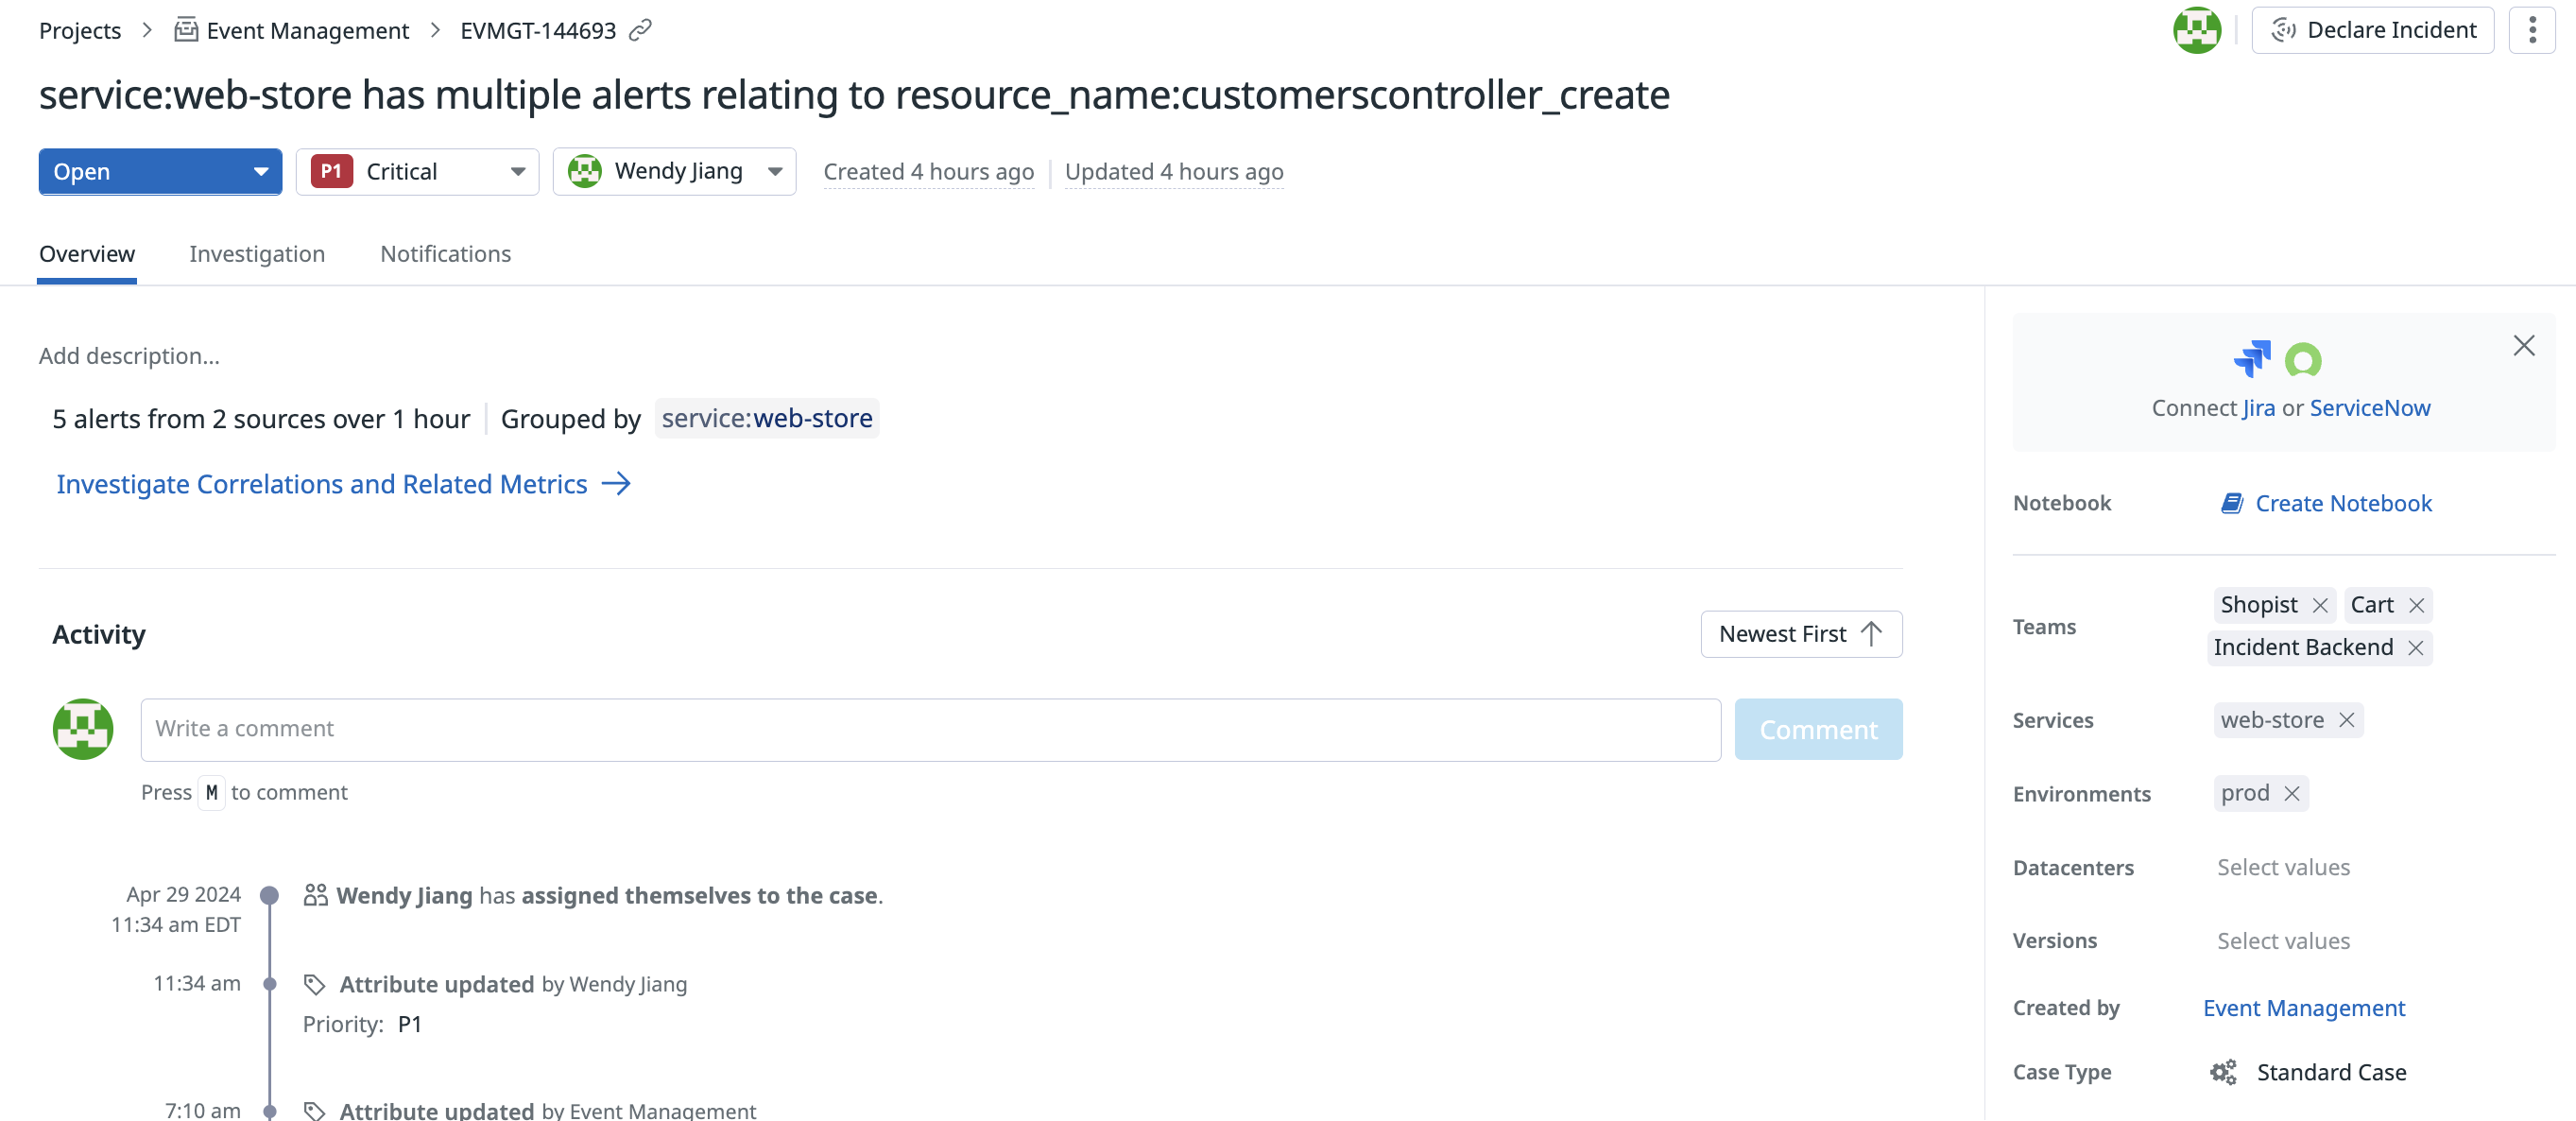 Projects > Event Management > EVMGT-144693
Declare Incident
service:web-store has multiple alerts relating to resource_name:customerscontroller_create
Open
P1 Critical
Wendy Jiang
Created 4 hours ago
Updated 4 hours ago
Overview
Investigation
Notifications
Add description...
5 alerts from 2 sources over 1 hour
Grouped by service:web-store
Investigate Correlations and Related Metrics →
Activity
Newest First ↑
Write a comment
Comment
Press M to comment
Apr 29 2024
11:34 am EDT
Wendy Jiang has assigned themselves to the case.
11:34 am
Attribute updated by Wendy Jiang
Priority: P1
7:10 am
Attribute updated by Event Management
Connect Jira or ServiceNow
Notebook
Create Notebook
Teams
Shopist × Cart ×
Incident Backend ×
Services
web-store ×
Environments
prod ×
Datacenters
Select values
Versions
Select values
Created by
Event Management
Case Type
Standard Case